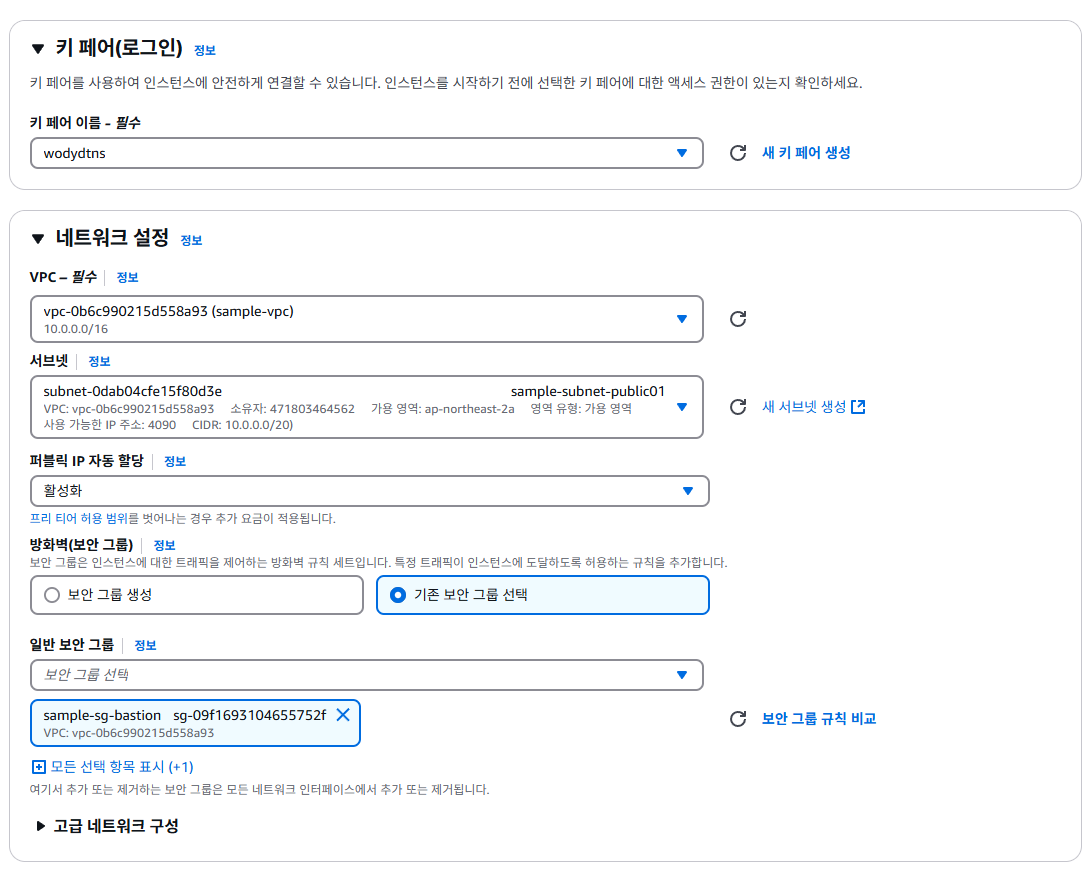 키 페어(로그인) 정보
키 페어를 사용하여 인스턴스에 안전하게 연결할 수 있습니다. 인스턴스를 시작하기 전에 선택한 키 페어에 대한 액세스 권한이 있는지 확인하세요.
키 페어 이름 - 필수
wodydtns
새 키 페어 생성
네트워크 설정 정보
VPC – 필수 정보
vpc-0b6c990215d558a93 (sample-vpc)
10.0.0.0/16
서브넷 정보
subnet-0dab04cfe15f80d3e sample-subnet-public01
VPC: vpc-0b6c990215d558a93 소유자: 471803464562 가용 영역: ap-northeast-2a 영역 유형: 가용 영역
사용 가능한 IP 주소: 4090 CIDR: 10.0.0.0/20)
새 서브넷 생성
퍼블릭 IP 자동 할당 정보
활성화
프리 티어 허용 범위를 벗어나는 경우 추가 요금이 적용됩니다.
방화벽(보안 그룹) 정보
보안 그룹은 인스턴스에 대한 트래픽을 제어하는 방화벽 규칙 세트입니다. 특정 트래픽이 인스턴스에 도달하도록 허용하는 규칙을 추가합니다.
보안 그룹 생성
기존 보안 그룹 선택
일반 보안 그룹 정보
보안 그룹 선택
sample-sg-bastion sg-09f1693104655752f
VPC: vpc-0b6c990215d558a93
보안 그룹 규칙 비교
모든 선택 항목 표시 (+1)
여기서 추가 또는 제거하는 보안 그룹은 모든 네트워크 인터페이스에서 추가 또는 제거됩니다.
고급 네트워크 구성